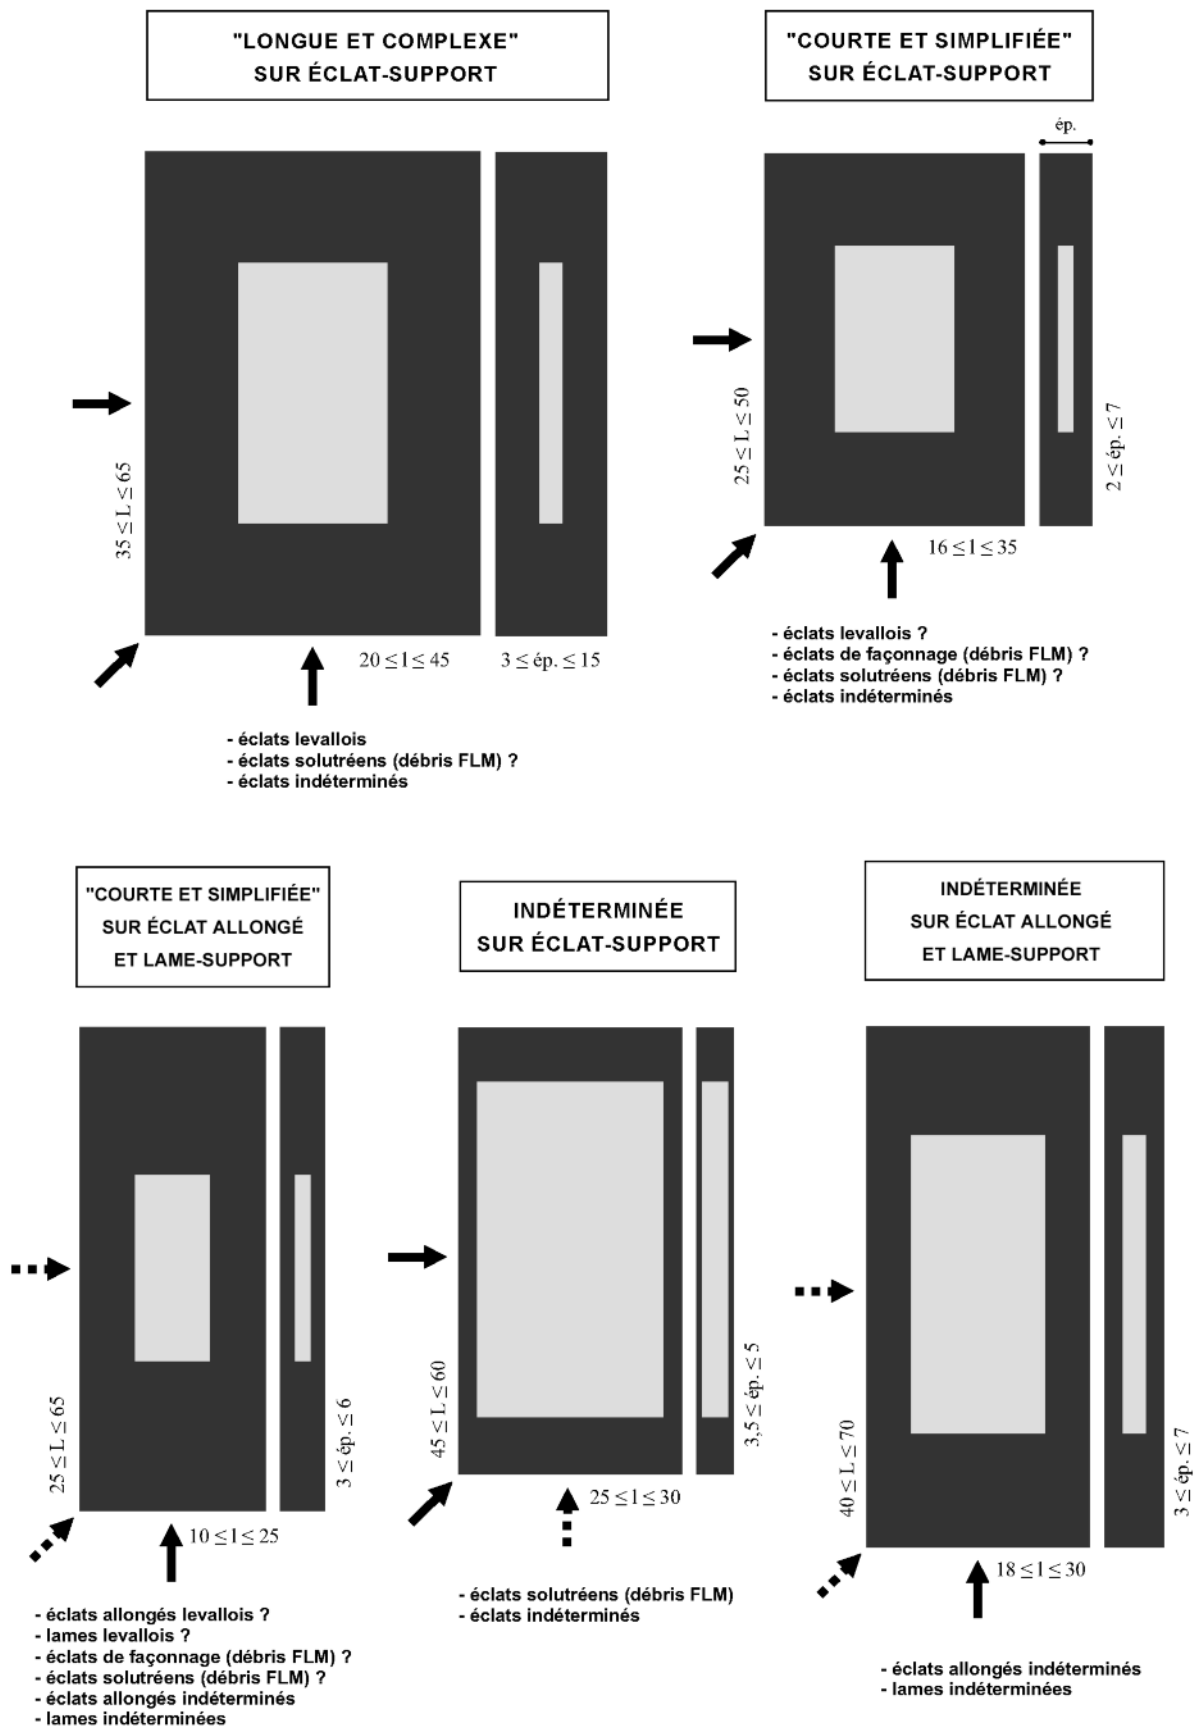 "LONGUE ET COMPLEXE"
SUR ÉCLAT-SUPPORT
35 ≤ L ≤ 65
20 ≤ l ≤ 45
3 ≤ ép. ≤ 15
- éclats levallois
- éclats solutréens (débris FLM) ?
- éclats indéterminés
"COURTE ET SIMPLIFIÉE"
SUR ÉCLAT-SUPPORT
ép.
25 ≤ L ≤ 50
2 ≤ ép. ≤ 7
16 ≤ l ≤ 35
- éclats levallois ?
- éclats de façonnage (débris FLM) ?
- éclats solutréens (débris FLM) ?
- éclats indéterminés
"COURTE ET SIMPLIFIÉE"
SUR ÉCLAT ALLONGÉ
ET LAME-SUPPORT
25 ≤ L ≤ 65
3 ≤ ép. ≤ 6
10 ≤ l ≤ 25
- éclats allongés levallois ?
- lames levallois ?
- éclats de façonnage (débris FLM) ?
- éclats solutréens (débris FLM) ?
- éclats allongés indéterminés
- lames indéterminées
INDÉTERMINÉE
SUR ÉCLAT-SUPPORT
45 ≤ L ≤ 60
3,5 ≤ ép. ≤ 5
25 ≤ l ≤ 30
- éclats solutréens (débris FLM)
- éclats indéterminés
INDÉTERMINÉE
SUR ÉCLAT ALLONGÉ
ET LAME-SUPPORT
40 ≤ L ≤ 70
3 ≤ ép. ≤ 7
18 ≤ l ≤ 30
- éclats allongés indéterminés
- lames indéterminées